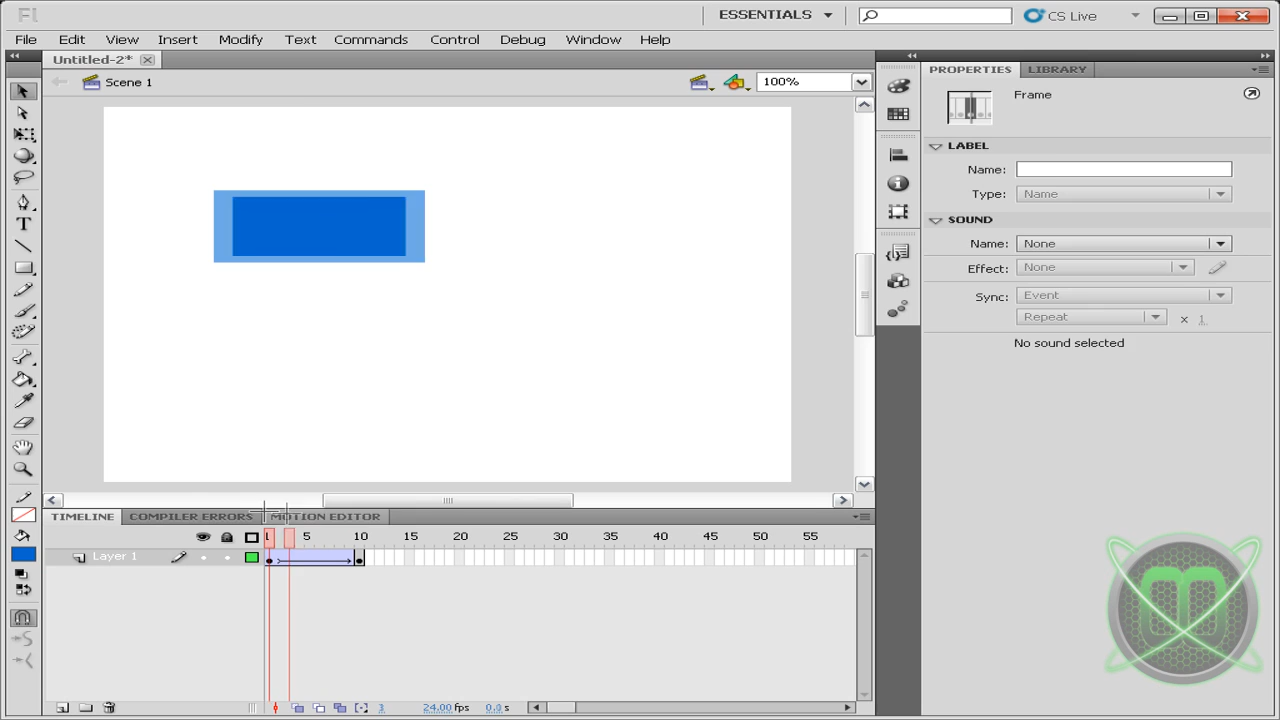 Fl
ESSENTIALS
CS Live
File Edit View Insert Modify Text Commands Control Debug Window Help
Untitled-2*
Scene 1
100%
PROPERTIES LIBRARY
Frame
LABEL
Name:
Type: Name
SOUND
Name: None
Effect: None
Sync: Event
Repeat x 1
No sound selected
TIMELINE COMPILER ERRORS MOTION EDITOR
1 5 10 15 20 25 30 35 40 45 50 55
Layer 1
3 24.00 fps 0.0 s